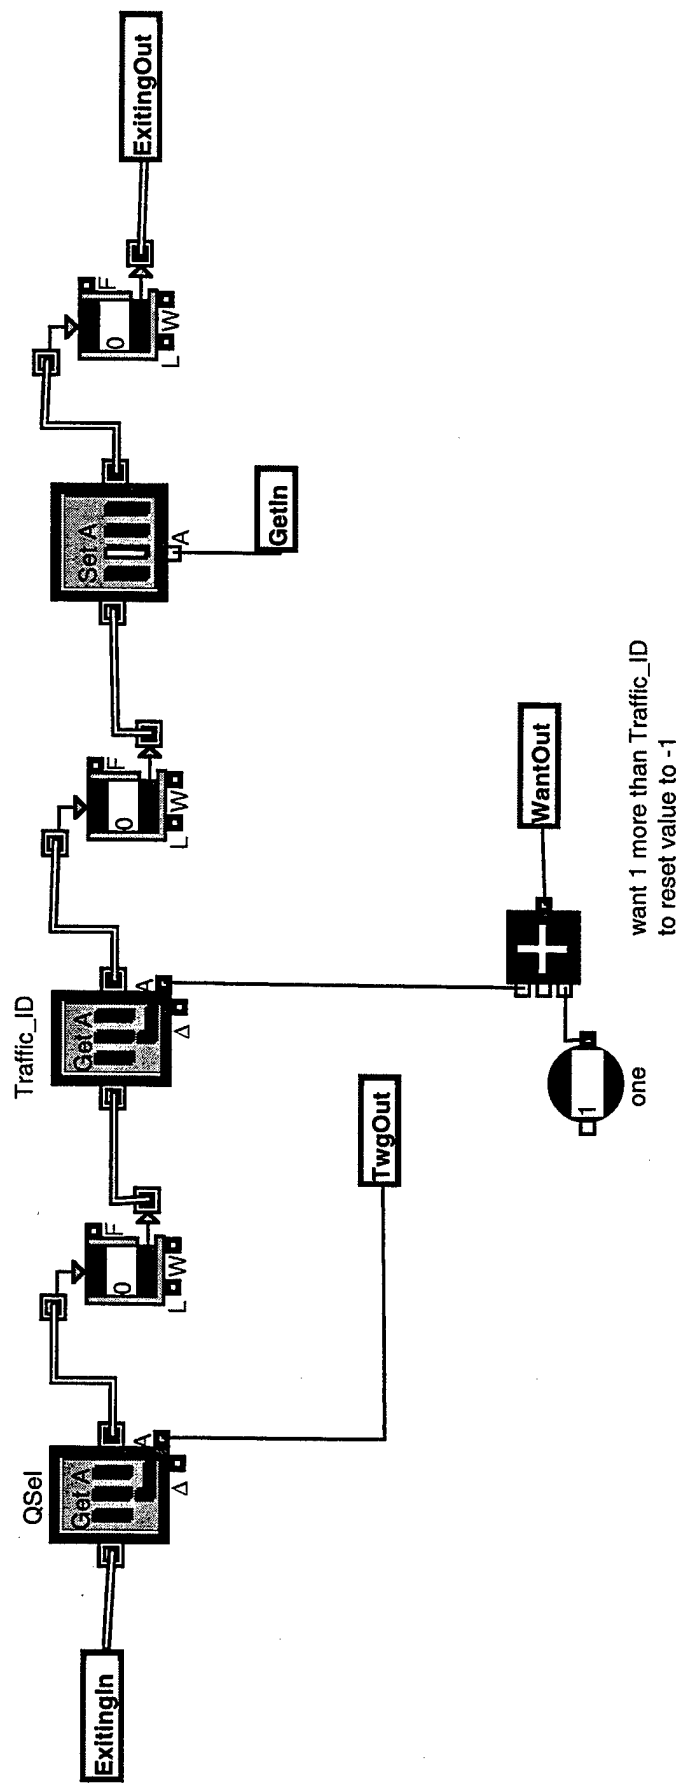 ExitingIn
QSel
Get A
A
Δ
0
F
L W
TwgOut
Traffic_ID
Get A
A
Δ
0
F
L W
1
one
WantOut
want 1 more than Traffic_ID
to reset value to -1
Set A
A
GetIn
0
F
L W
ExitingOut